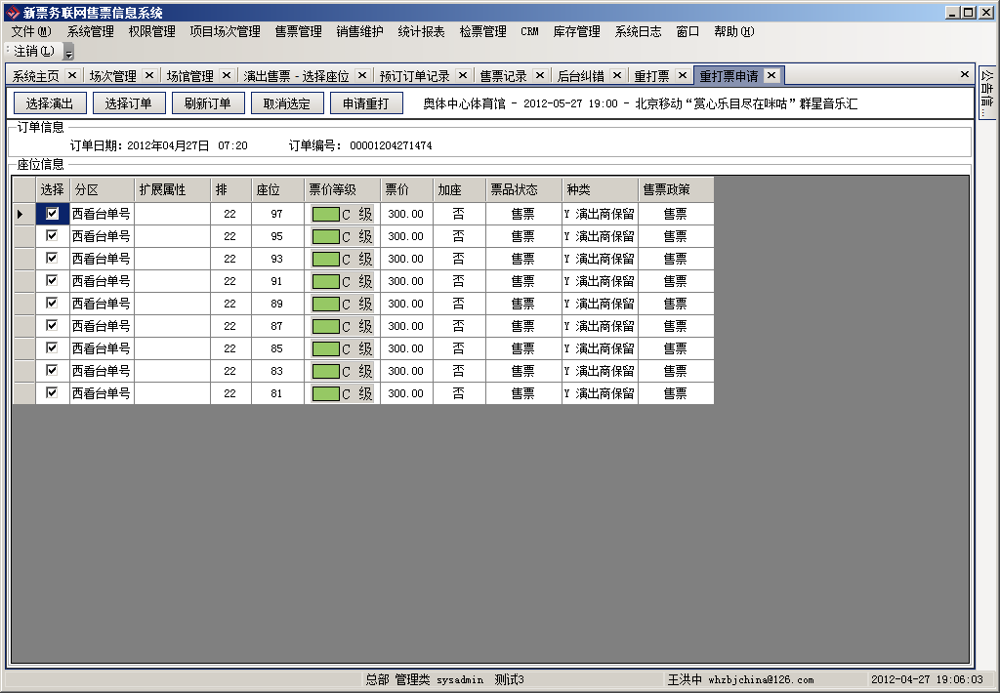 新票务联网售票信息系统
文件(M) 系统管理 权限管理 项目场次管理 售票管理 销售维护 统计报表 检票管理 CRM 库存管理 系统日志 窗口 帮助(H)
注销(L)
系统主页 场次管理 场馆管理 演出售票 - 选择座位 预订订单记录 售票记录 后台纠错 重打票 重打票申请
公告信...
选择演出 选择订单 刷新订单 取消选定 申请重打 奥体中心体育馆 - 2012-05-27 19:00 - 北京移动“赏心乐目尽在咪咕”群星音乐汇
订单信息
订单日期: 2012年04月27日 07:20 订单编号: 00001204271474
座位信息
选择 分区 扩展属性 排 座位 票价等级 票价 加座 票品状态 种类 售票政策
西看台单号 22 97 C 级 300.00 否 售票 Y 演出商保留 售票
西看台单号 22 95 C 级 300.00 否 售票 Y 演出商保留 售票
西看台单号 22 93 C 级 300.00 否 售票 Y 演出商保留 售票
西看台单号 22 91 C 级 300.00 否 售票 Y 演出商保留 售票
西看台单号 22 89 C 级 300.00 否 售票 Y 演出商保留 售票
西看台单号 22 87 C 级 300.00 否 售票 Y 演出商保留 售票
西看台单号 22 85 C 级 300.00 否 售票 Y 演出商保留 售票
西看台单号 22 83 C 级 300.00 否 售票 Y 演出商保留 售票
西看台单号 22 81 C 级 300.00 否 售票 Y 演出商保留 售票
总部 管理类 sysadmin 测试3 王洪中 whzbjchina@126.com 2012-04-27 19:06:03